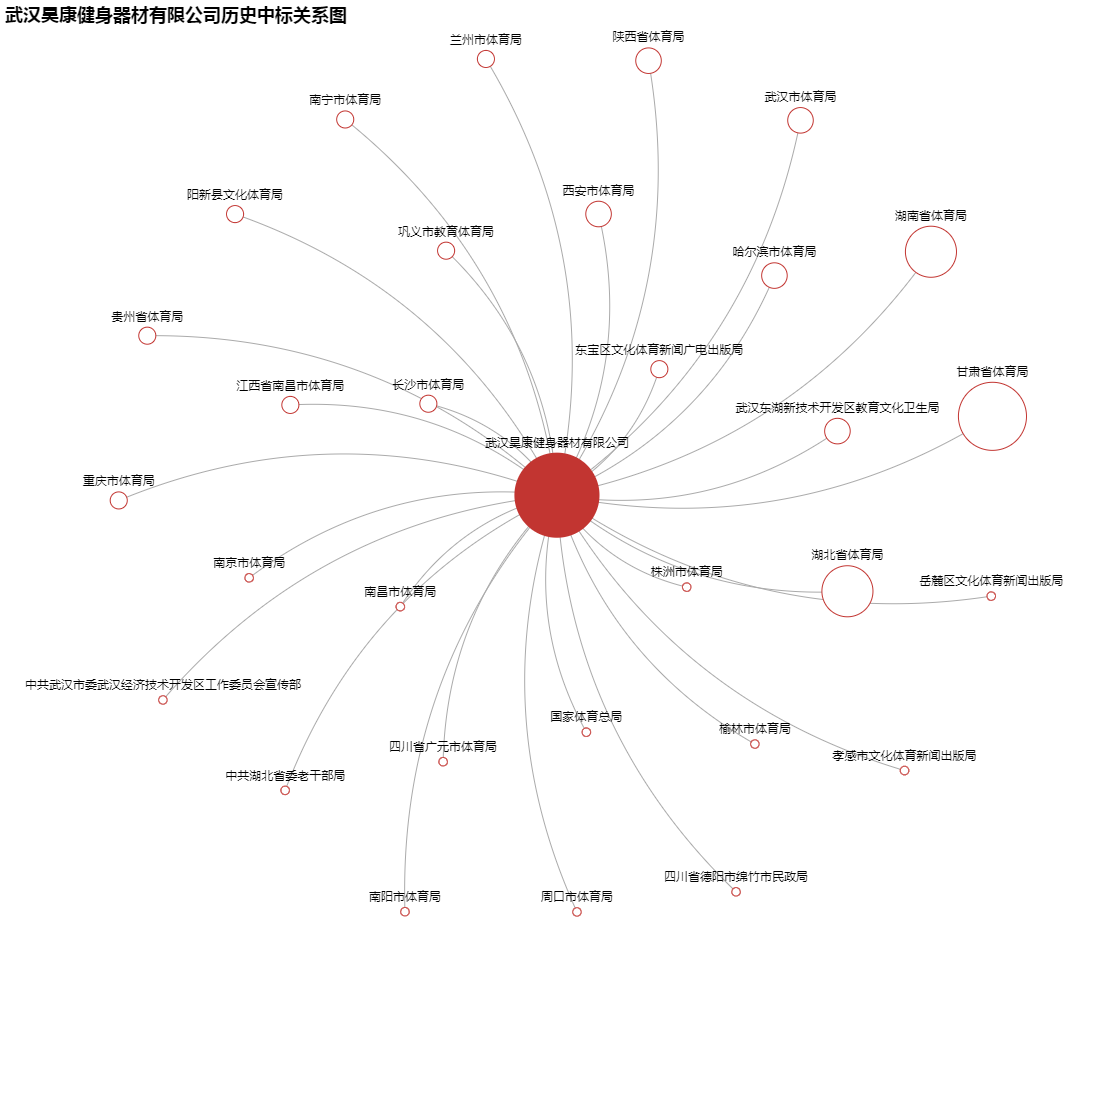 武汉昊康健身器材有限公司历史中标关系图
兰州市体育局
陕西省体育局
南宁市体育局
武汉市体育局
阳新县文化体育局
西安市体育局
湖南省体育局
巩义市教育体育局
哈尔滨市体育局
贵州省体育局
东宝区文化体育新闻广电出版局
甘肃省体育局
江西省南昌市体育局
长沙市体育局
武汉东湖新技术开发区教育文化卫生局
武汉昊康健身器材有限公司
重庆市体育局
南京市体育局
湖北省体育局
株洲市体育局
岳麓区文化体育新闻出版局
南昌市体育局
中共武汉市委武汉经济技术开发区工作委员会宣传部
国家体育总局
榆林市体育局
四川省广元市体育局
孝感市文化体育新闻出版局
中共湖北省委老干部局
四川省德阳市绵竹市民政局
南阳市体育局
周口市体育局